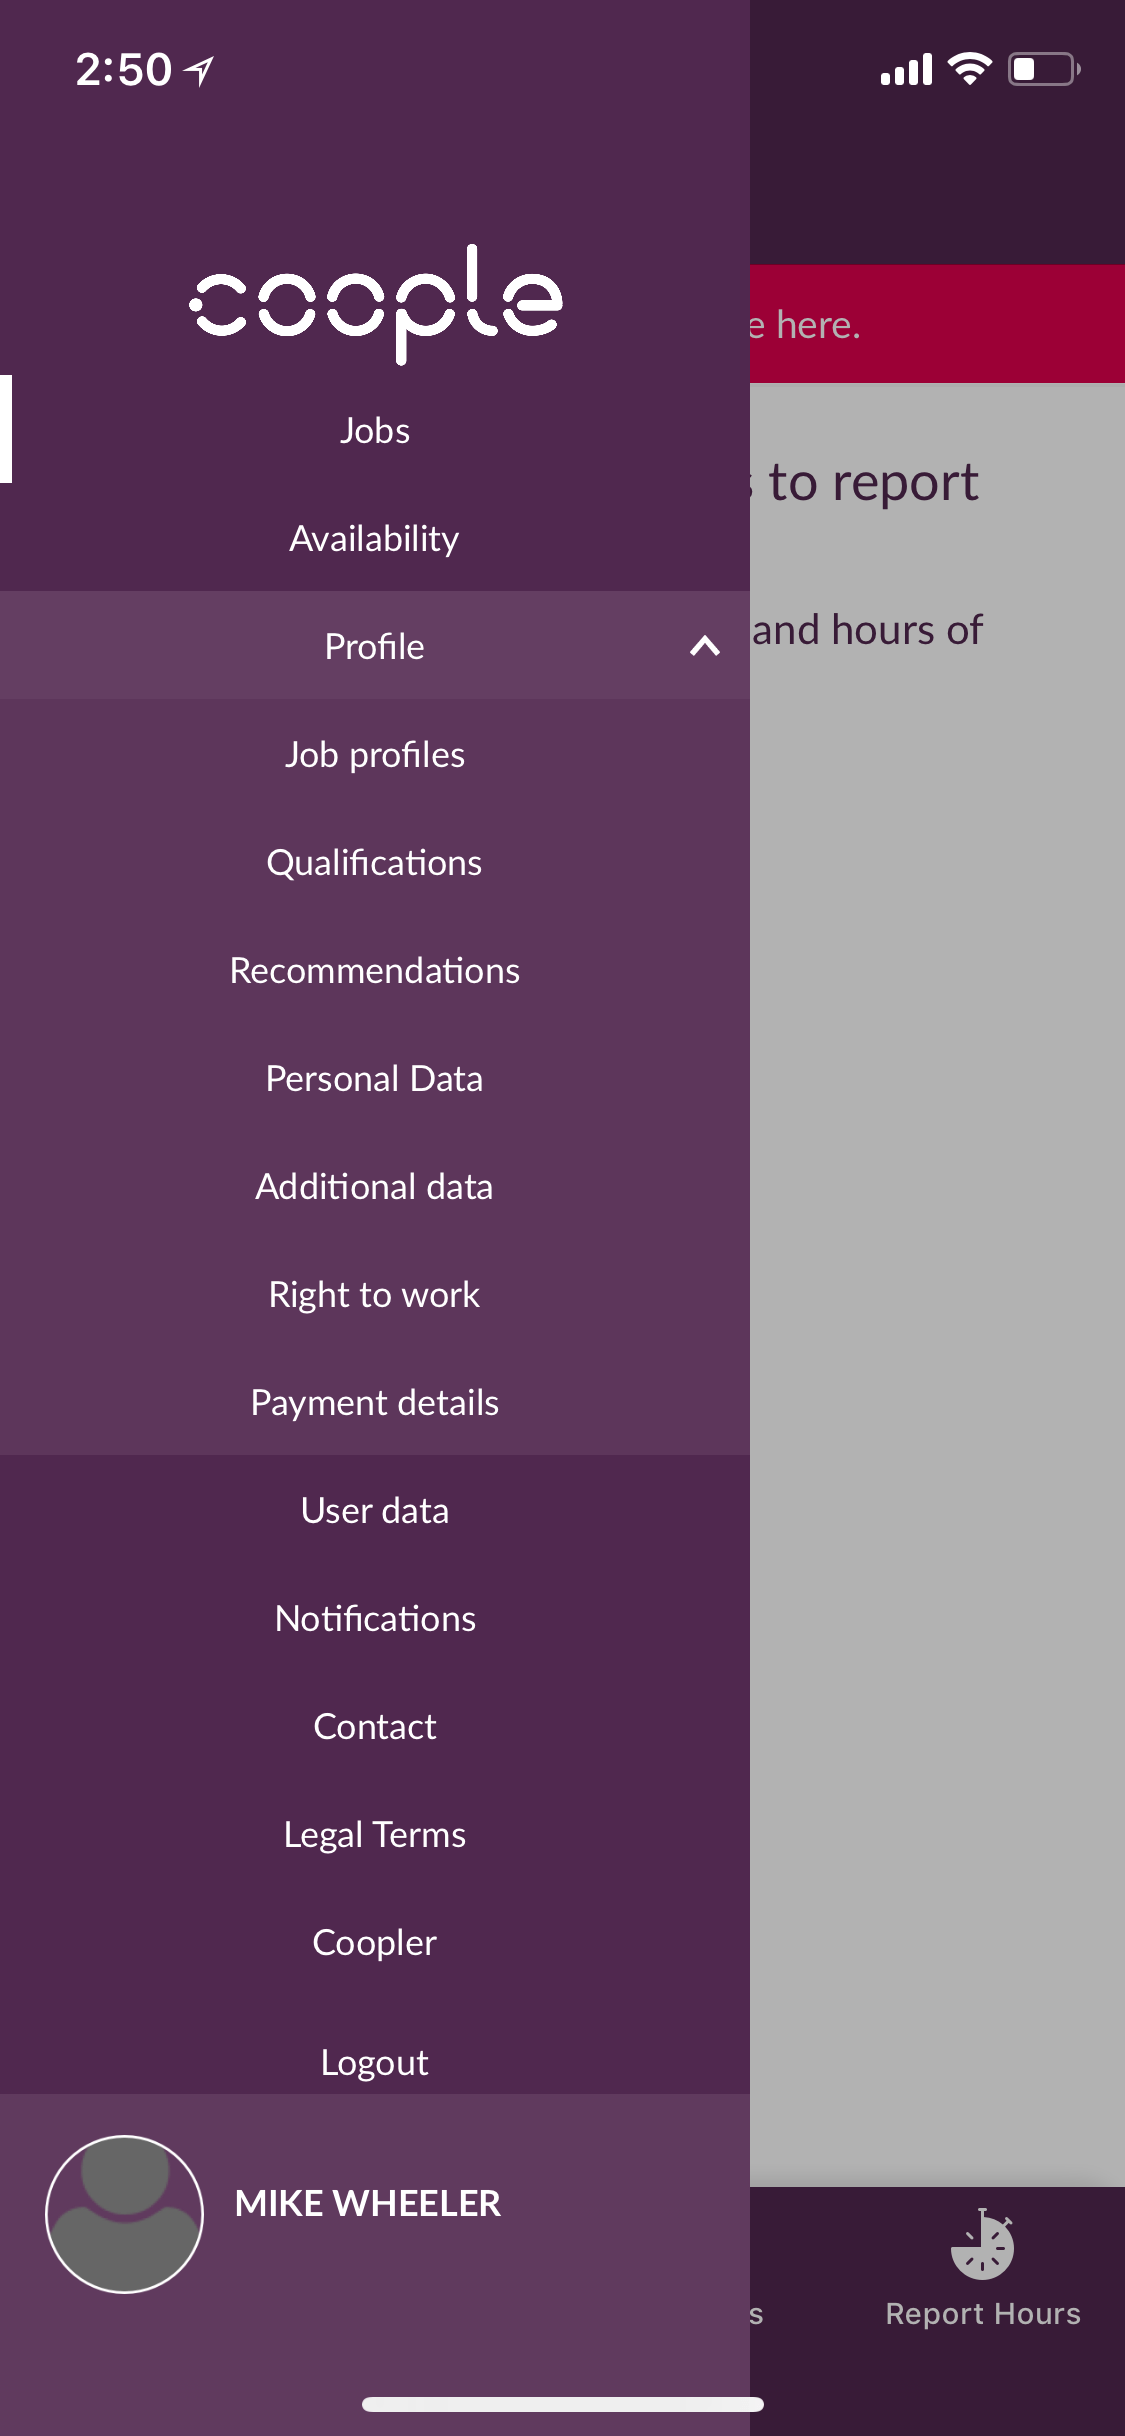 2:50
coople
e here.
Jobs
to report
Availability
and hours of
Profile
Job profiles
Qualifications
Recommendations
Personal Data
Additional data
Right to work
Payment details
User data
Notifications
Contact
Legal Terms
Coopler
Logout
MIKE WHEELER
s
Report Hours